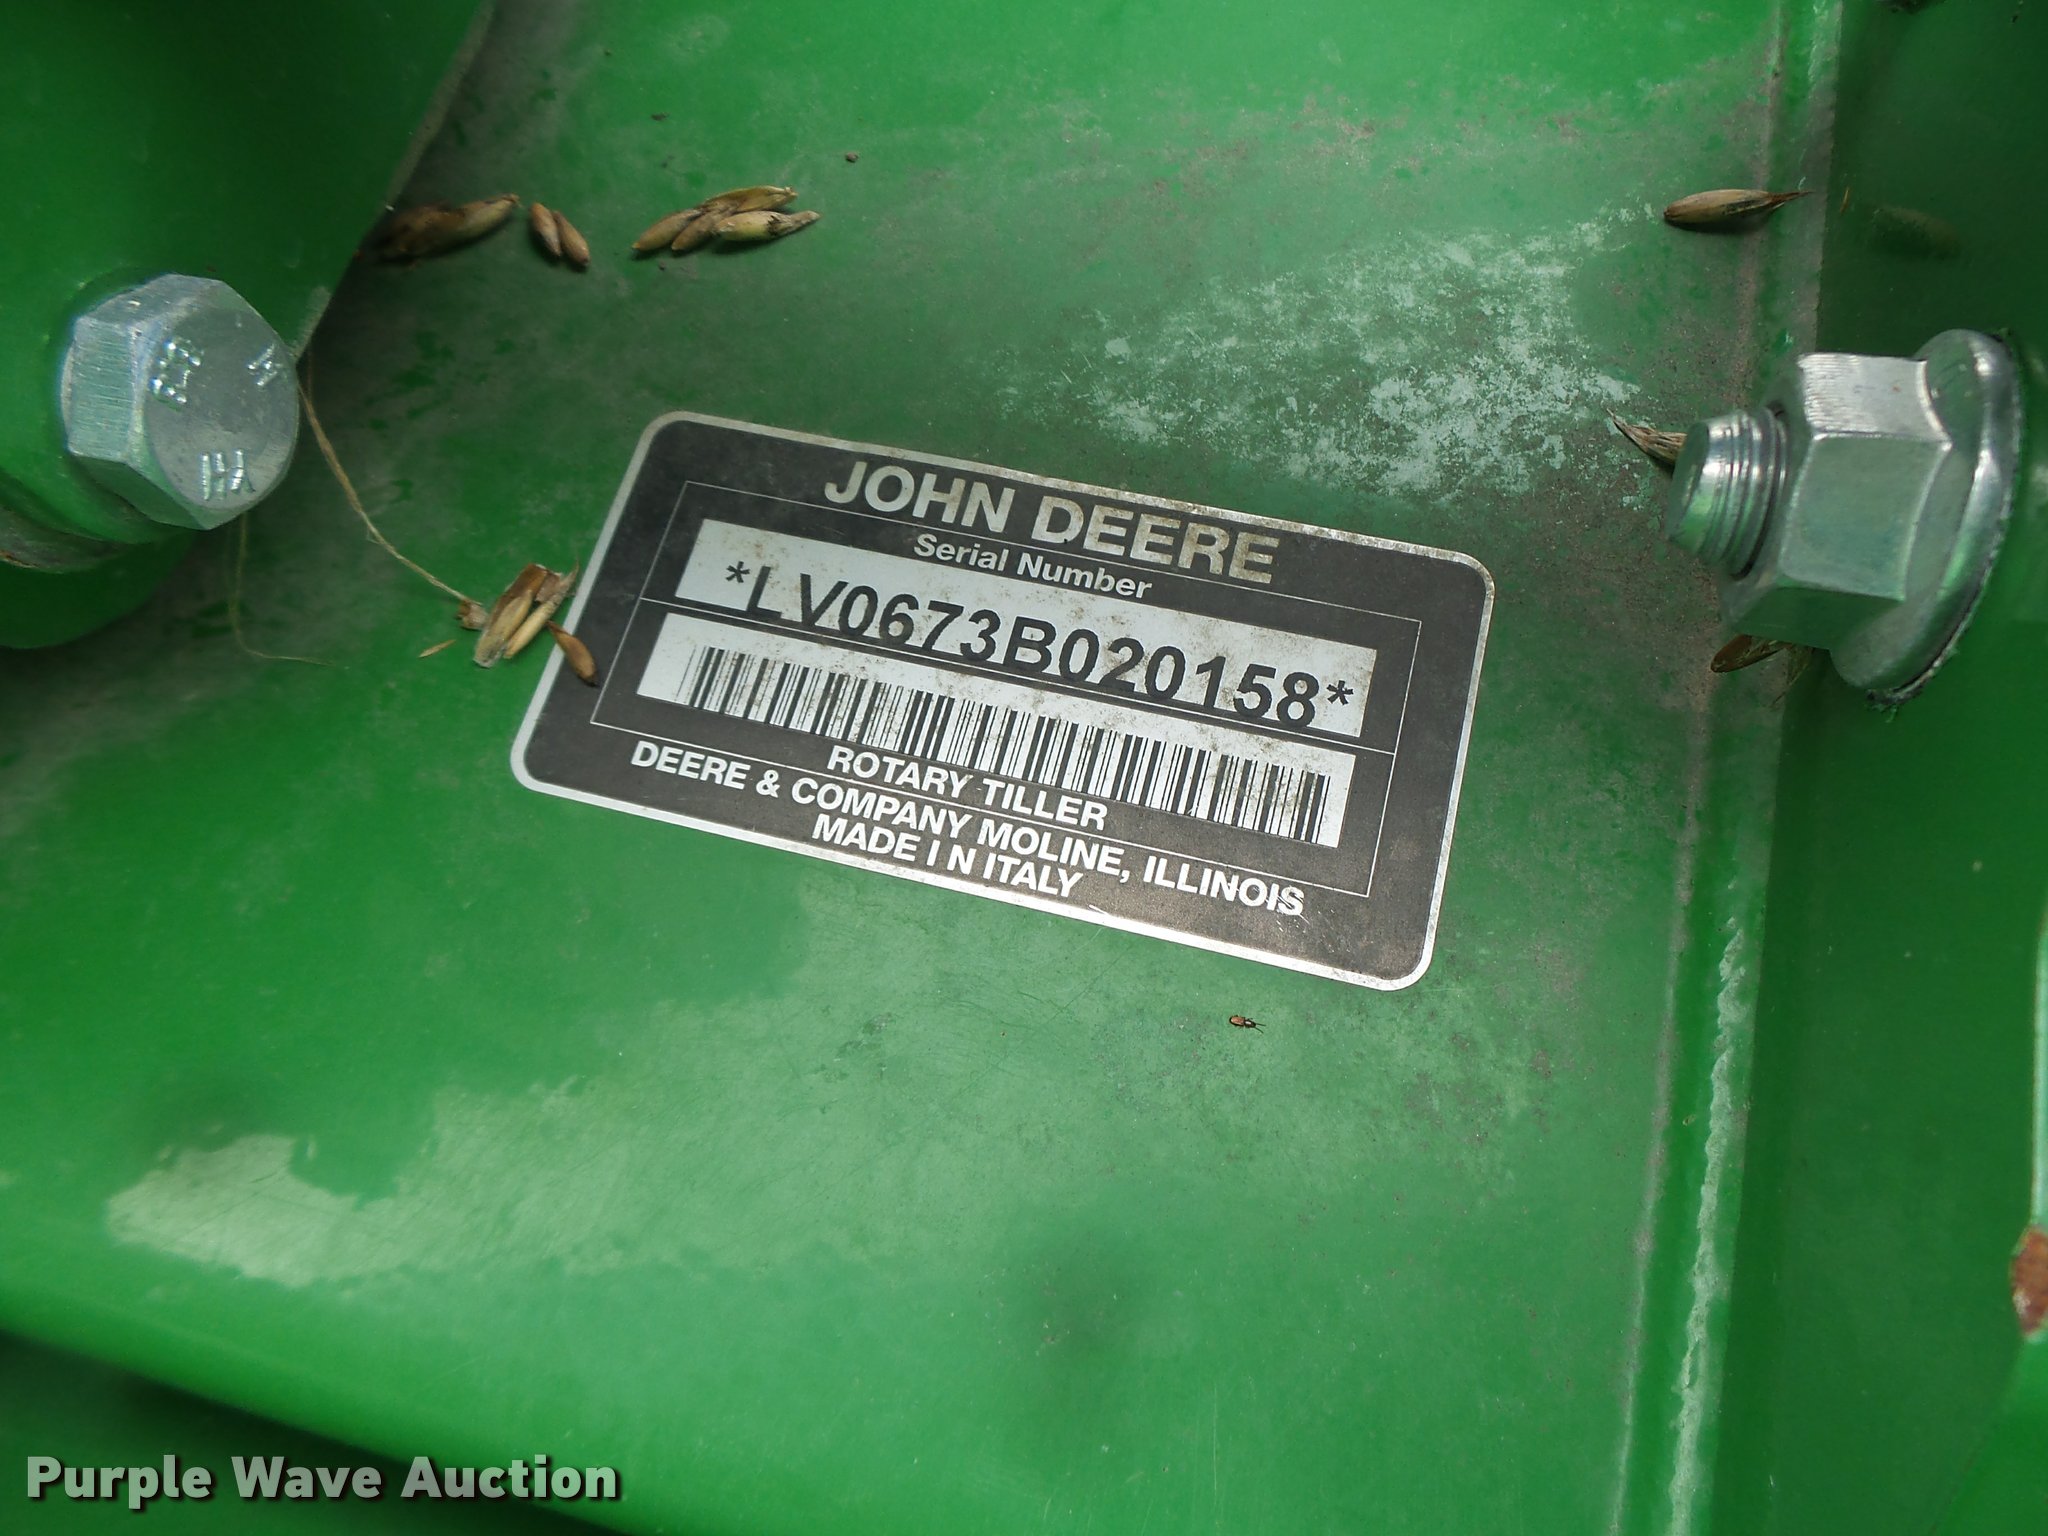 JOHN DEERE
Serial Number
*LV0673B020158*
ROTARY TILLER
DEERE & COMPANY MOLINE, ILLINOIS
MADE I N ITALY
Purple Wave Auction